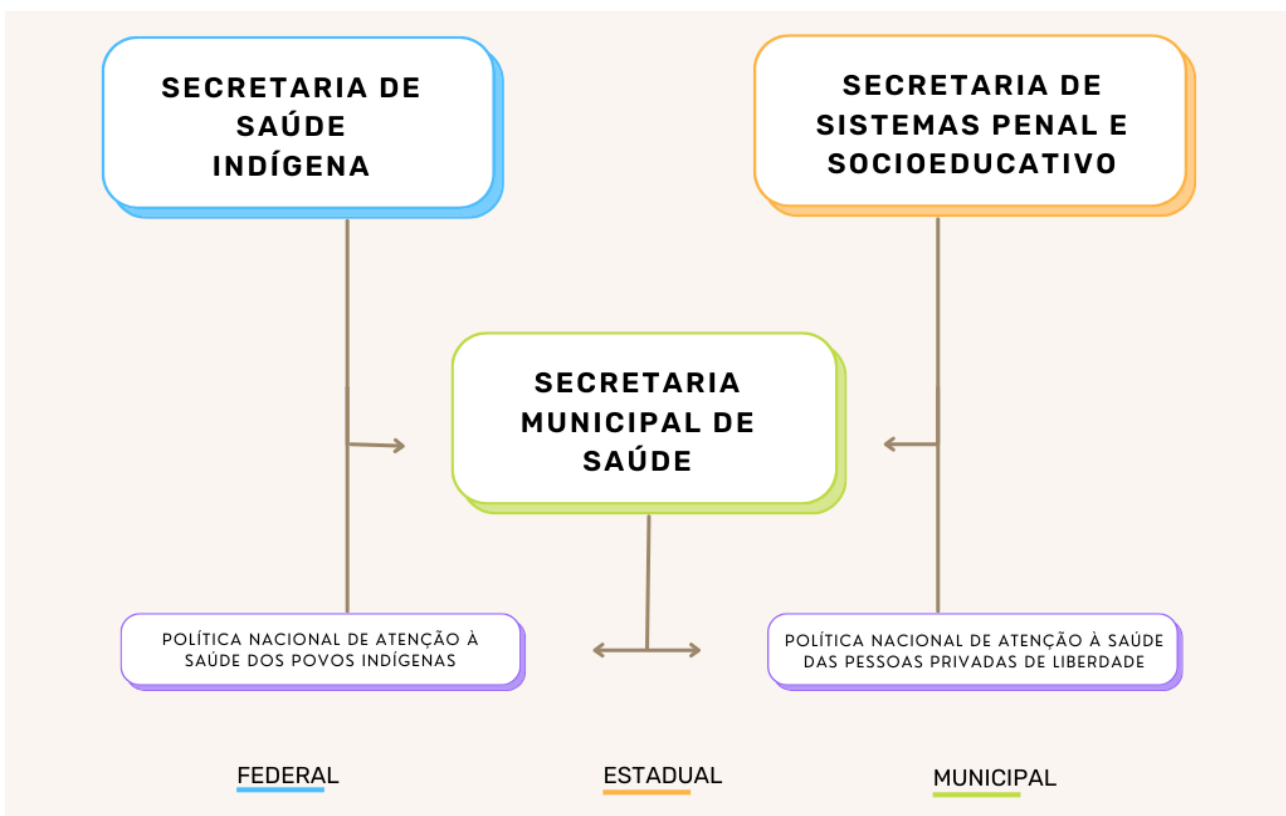 SECRETARIA DE
SAÚDE
INDÍGENA
SECRETARIA DE
SISTEMAS PENAL E
SOCIOEDUCATIVO
SECRETARIA
MUNICIPAL DE
SAÚDE
POLÍTICA NACIONAL DE ATENÇÃO À
SAÚDE DOS POVOS INDÍGENAS
POLÍTICA NACIONAL DE ATENÇÃO À SAÚDE
DAS PESSOAS PRIVADAS DE LIBERDADE
FEDERAL
ESTADUAL
MUNICIPAL